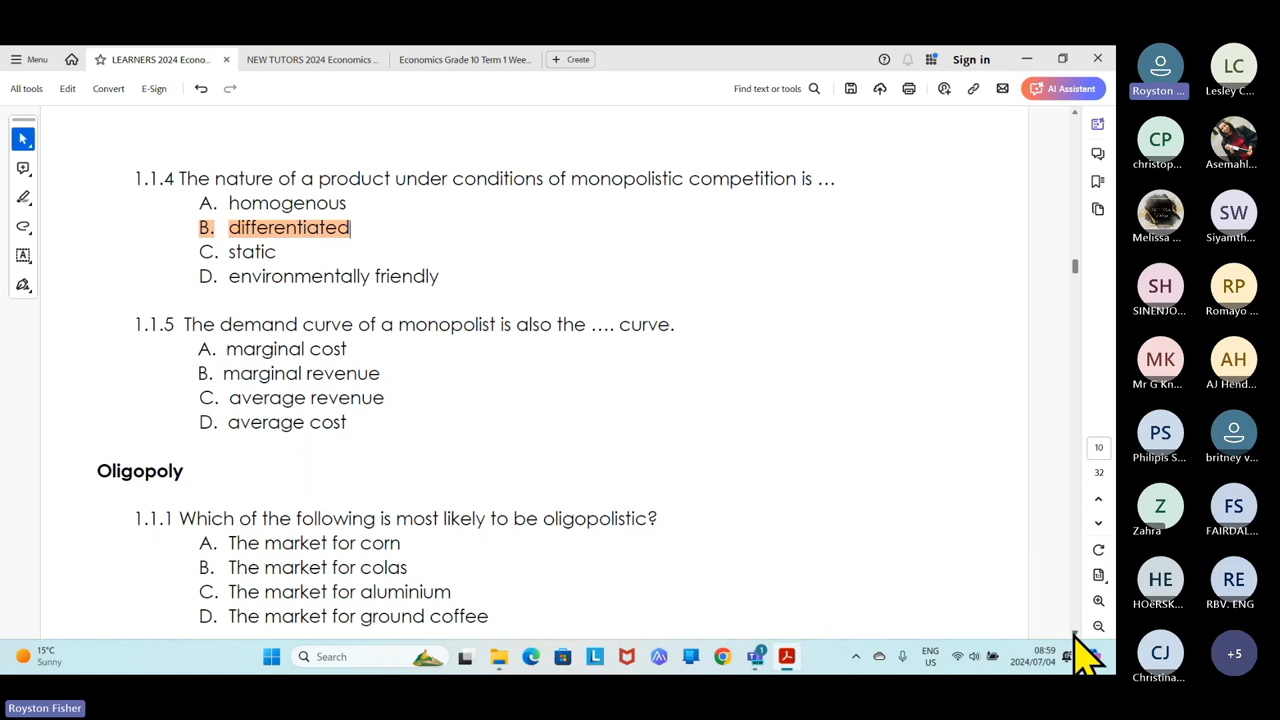 Menu
LEARNERS 2024 Econo...
NEW TUTORS 2024 Economics ...
Economics Grade 10 Term 1 Wee...
Create
Sign in
All tools
Edit
Convert
E-Sign
Find text or tools
AI Assistant
1.1.4 The nature of a product under conditions of monopolistic competition is …
A. homogenous
B. differentiated
C. static
D. environmentally friendly
1.1.5 The demand curve of a monopolist is also the …. curve.
A. marginal cost
B. marginal revenue
C. average revenue
D. average cost
Oligopoly
1.1.1 Which of the following is most likely to be oligopolistic?
A. The market for corn
B. The market for colas
C. The market for aluminium
D. The market for ground coffee
10
32
15°C
Sunny
Search
ENG
US
08:59
2024/07/04
Royston ...
LC
Lesley C...
CP
christop...
Asemahl...
Melissa ...
SW
Siyamth...
SH
SINENJO...
RP
Romayo ...
MK
Mr G Kn...
AH
AJ Hend...
PS
Philipis S...
britney v...
Z
Zahra
FS
FAIRDAL...
HE
HOërSK...
RE
RBV. ENG
CJ
Christina...
+5
Royston Fisher